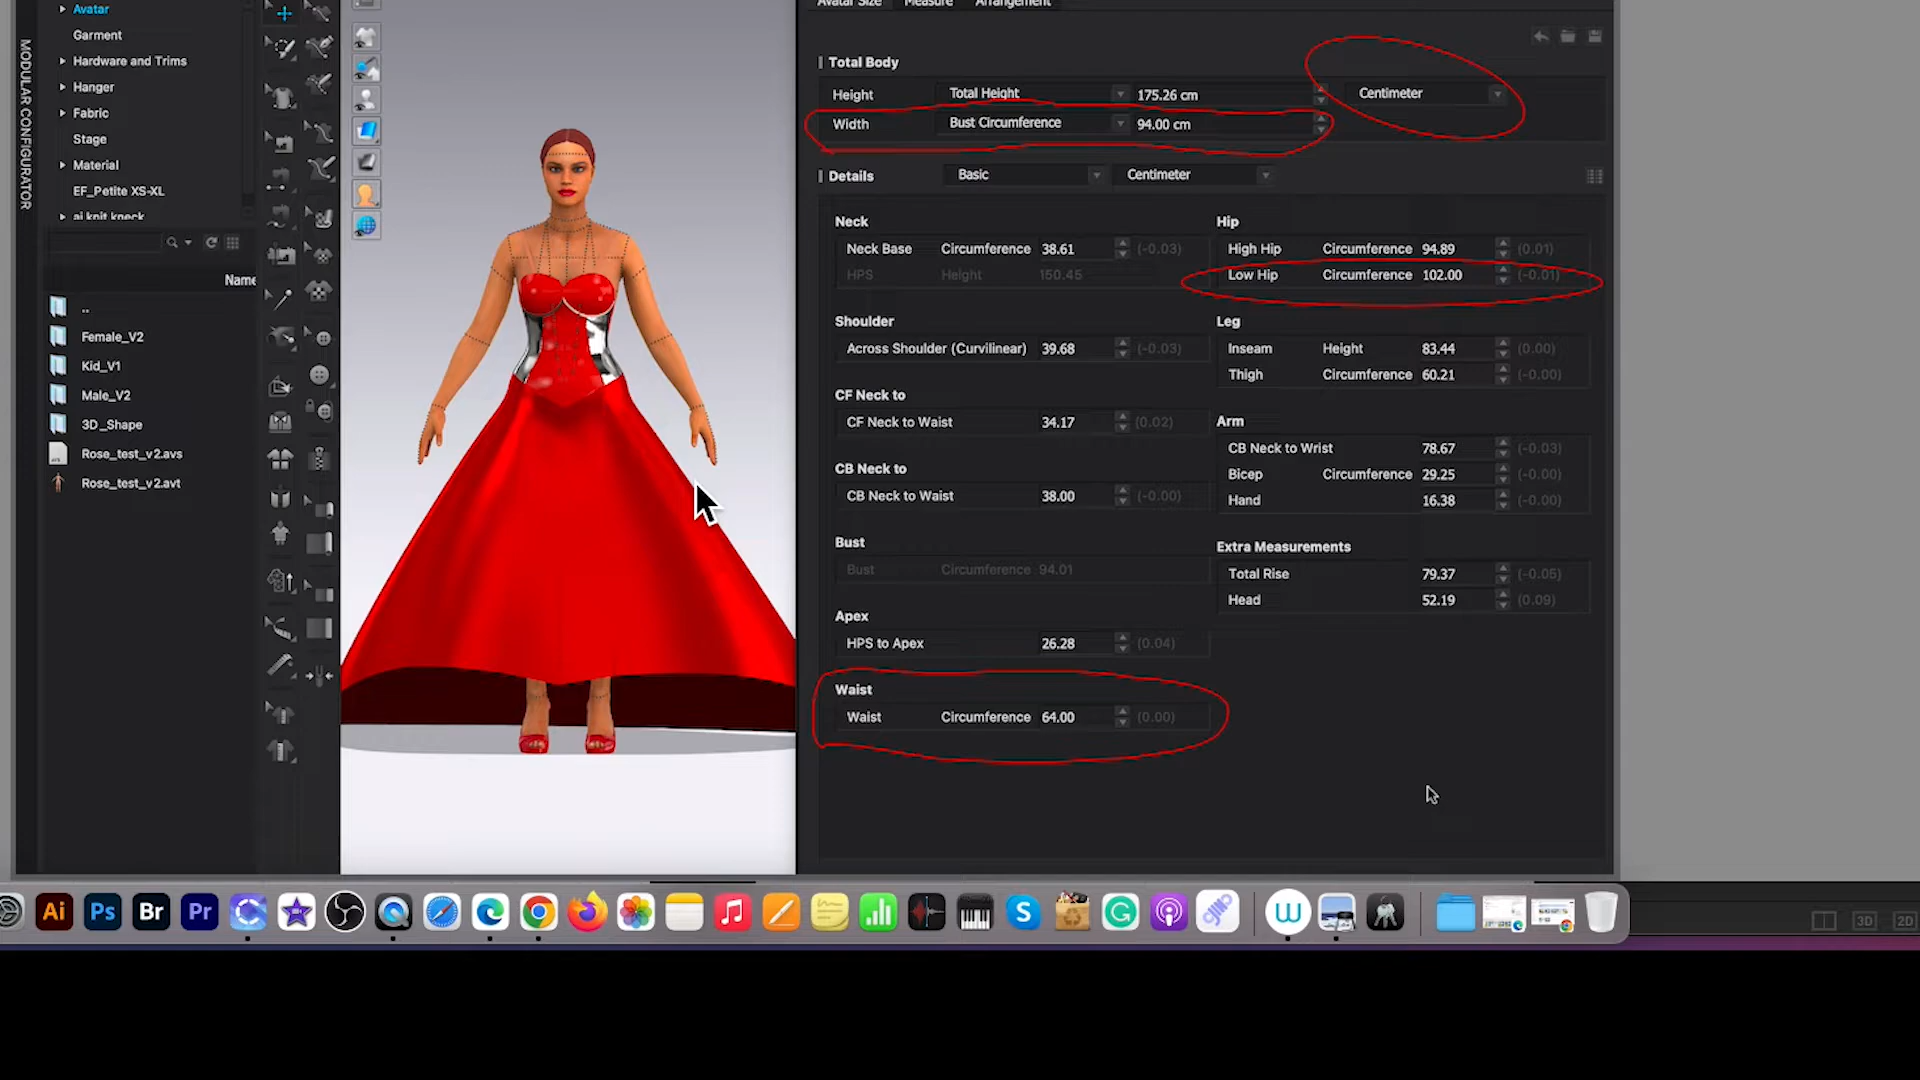 Avatar Size Measure Arrangement
MODULAR CONFIGURATOR
Avatar
Garment
Hardware and Trims
Hanger
Fabric
Stage
Material
EF_Petite XS-XL
ai knit kneck
Name
..
Female_V2
Kid_V1
Male_V2
3D_Shape
Rose_test_v2.avs
Rose_test_v2.avt
Total Body
Height Total Height 175.26 cm Centimeter
Width Bust Circumference 94.00 cm
Details Basic Centimeter
Neck
Neck Base Circumference 38.61 (-0.03)
HPS Height 150.45
Shoulder
Across Shoulder (Curvilinear) 39.68 (-0.03)
CF Neck to
CF Neck to Waist 34.17 (0.02)
CB Neck to
CB Neck to Waist 38.00 (-0.00)
Bust
Bust Circumference 94.01
Apex
HPS to Apex 26.28 (0.04)
Waist
Waist Circumference 64.00 (0.00)
Hip
High Hip Circumference 94.89 (0.01)
Low Hip Circumference 102.00 (-0.01)
Leg
Inseam Height 83.44 (0.00)
Thigh Circumference 60.21 (-0.00)
Arm
CB Neck to Wrist 78.67 (-0.03)
Bicep Circumference 29.25 (-0.00)
Hand 16.38 (-0.00)
Extra Measurements
Total Rise 79.37 (-0.05)
Head 52.19 (0.09)
Ai Ps Br Pr
3D 2D